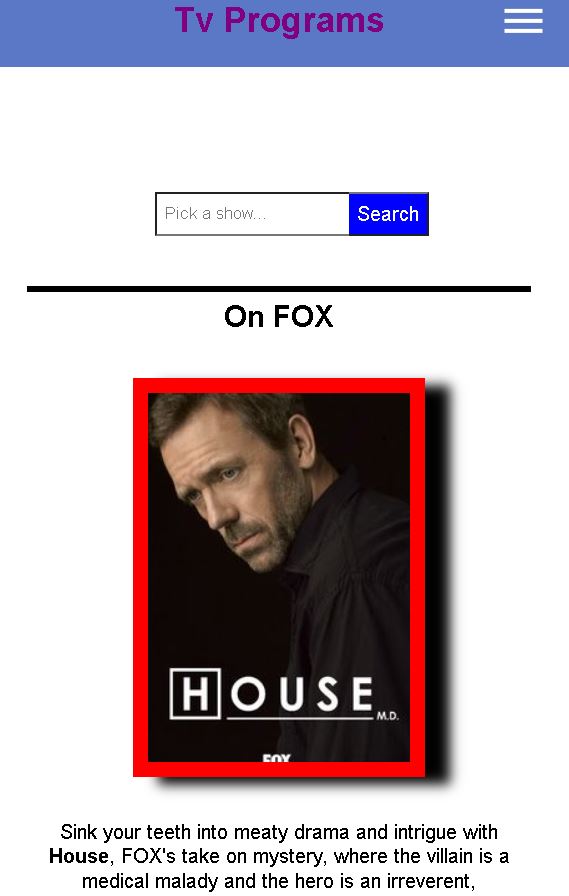 Tv Programs
Pick a show...
Search
On FOX
HOUSE
M.D.
FOX
Sink your teeth into meaty drama and intrigue with
House, FOX's take on mystery, where the villain is a
medical malady and the hero is an irreverent,